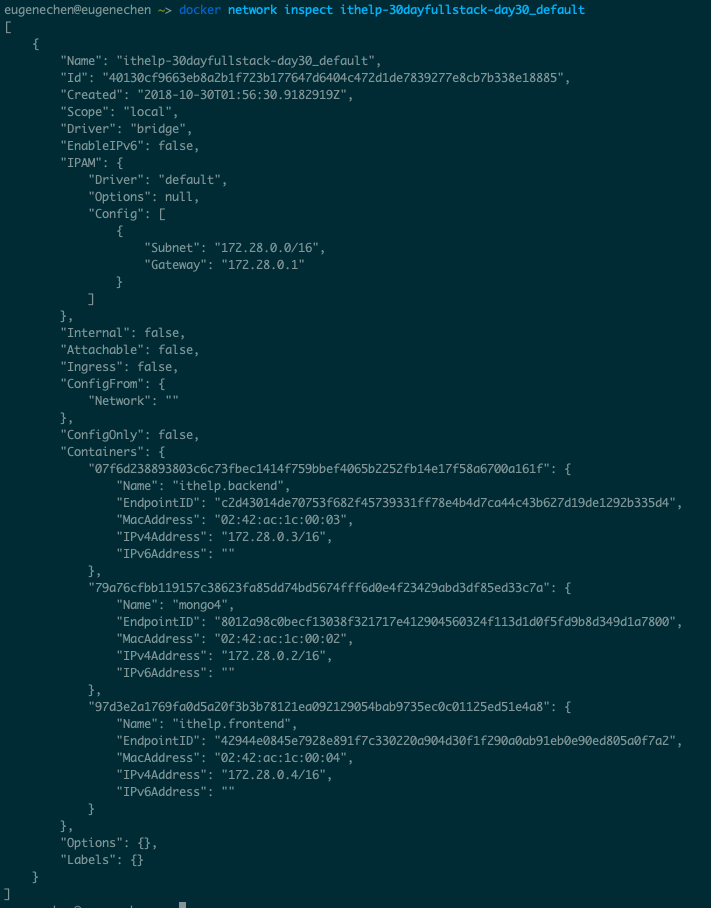 eugenechen@eugenechen ~> docker network inspect ithelp-30dayfullstack-day30_default
[
    {
        "Name": "ithelp-30dayfullstack-day30_default",
        "Id": "40130cf9663eb8a2b1f723b177647d6404c472d1de7839277e8cb7b338e18885",
        "Created": "2018-10-30T01:56:30.9182919Z",
        "Scope": "local",
        "Driver": "bridge",
        "EnableIPv6": false,
        "IPAM": {
            "Driver": "default",
            "Options": null,
            "Config": [
                {
                    "Subnet": "172.28.0.0/16",
                    "Gateway": "172.28.0.1"
                }
            ]
        },
        "Internal": false,
        "Attachable": false,
        "Ingress": false,
        "ConfigFrom": {
            "Network": ""
        },
        "ConfigOnly": false,
        "Containers": {
            "07f6d238893803c6c73fbec1414f759bbef4065b2252fb14e17f58a6700a161f": {
                "Name": "ithelp.backend",
                "EndpointID": "c2d43014de70753f682f45739331ff78e4b4d7ca44c43b627d19de1292b335d4",
                "MacAddress": "02:42:ac:1c:00:03",
                "IPv4Address": "172.28.0.3/16",
                "IPv6Address": ""
            },
            "79a76cfbb119157c38623fa85dd74bd5674fff6d0e4f23429abd3df85ed33c7a": {
                "Name": "mongo4",
                "EndpointID": "8012a98c0becf13038f321717e412904560324f113d1d0f5fd9b8d349d1a7800",
                "MacAddress": "02:42:ac:1c:00:02",
                "IPv4Address": "172.28.0.2/16",
                "IPv6Address": ""
            },
            "97d3e2a1769fa0d5a20f3b3b78121ea092129054bab9735ec0c01125ed51e4a8": {
                "Name": "ithelp.frontend",
                "EndpointID": "42944e0845e7928e891f7c330220a904d30f1f290a0ab91eb0e90ed805a0f7a2",
                "MacAddress": "02:42:ac:1c:00:04",
                "IPv4Address": "172.28.0.4/16",
                "IPv6Address": ""
            }
        },
        "Options": {},
        "Labels": {}
    }
]